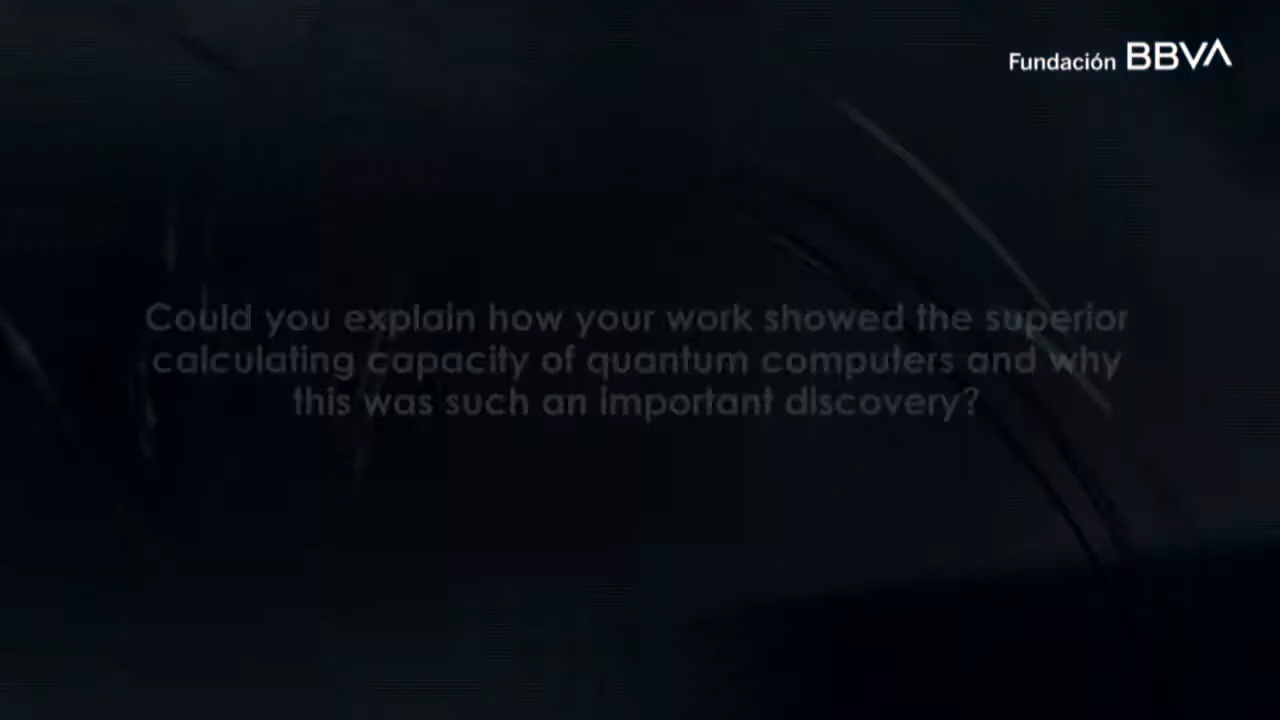 Fundación BBVA
Could you explain how your work showed the superior
calculating capacity of quantum computers and why
this was such an important discovery?